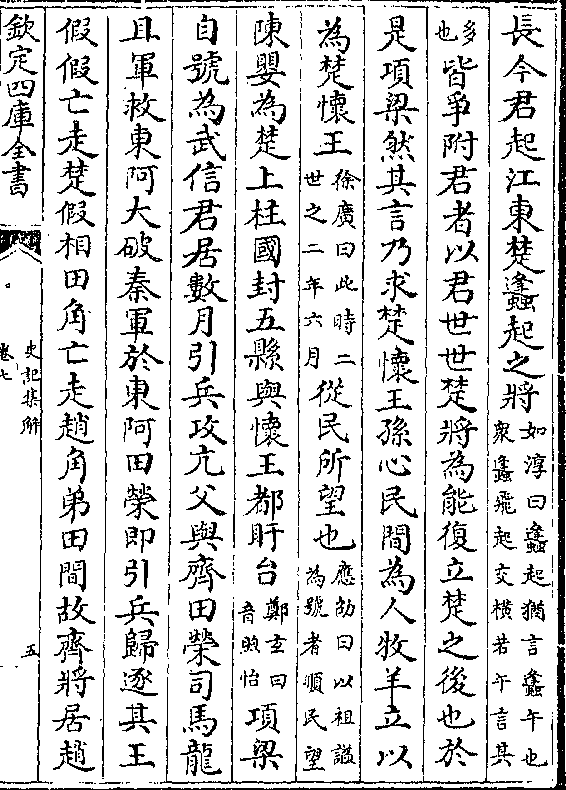 長今君起江東楚蠭起之將如淳曰蠭起猶言蠭午也衆蠭飛起交横若午言其
多也皆爭附君者以君世世楚將為能復立楚之後也於
是項梁然其言乃求楚懷王孫心民間為人牧羊立以
為楚懷王徐廣曰此時二世之二年六月從民所望也應劭曰以祖諡為號者順民望
陳嬰為楚上柱國封五縣與懷王都盱台鄭玄曰音煦怡項梁
自號為武信君居數月引兵攻亢父與齊田榮司馬龍
且軍救東阿大破秦軍於東阿田榮即引兵歸逐其王
假假亡走楚假相田角亡走趙角弟田間故齊將居趙
欽定四庫全書
史記集解
卷七
五